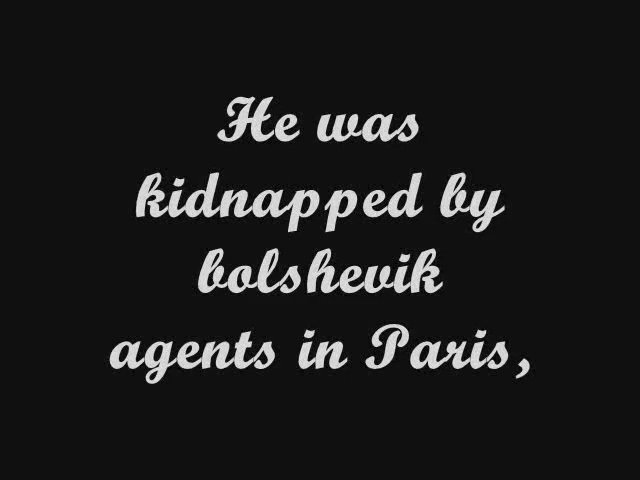 He was
kidnapped by
bolshevik
agents in Paris,